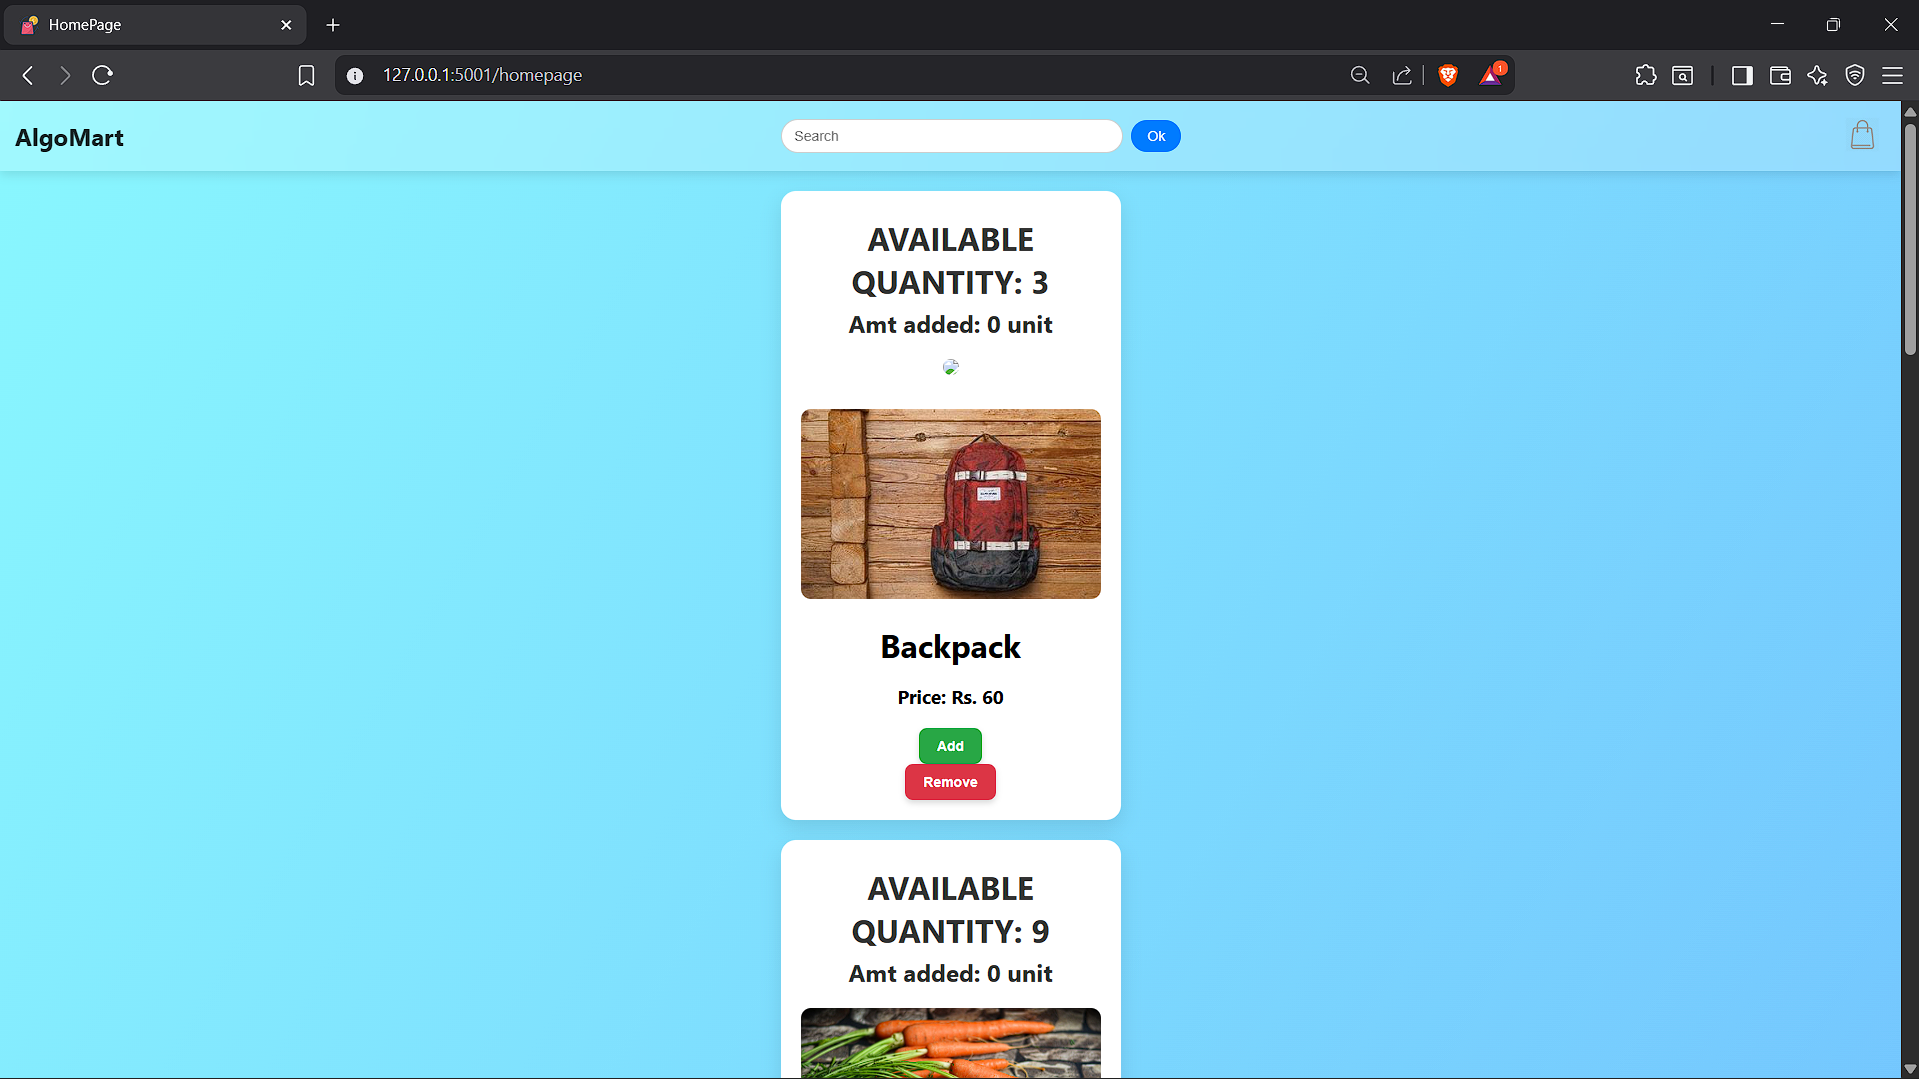 HomePage
127.0.0.1:5001/homepage
1
AlgoMart
Search
Ok
AVAILABLE
QUANTITY: 3
Amt added: 0 unit
Backpack
Price: Rs. 60
Add
Remove
AVAILABLE
QUANTITY: 9
Amt added: 0 unit